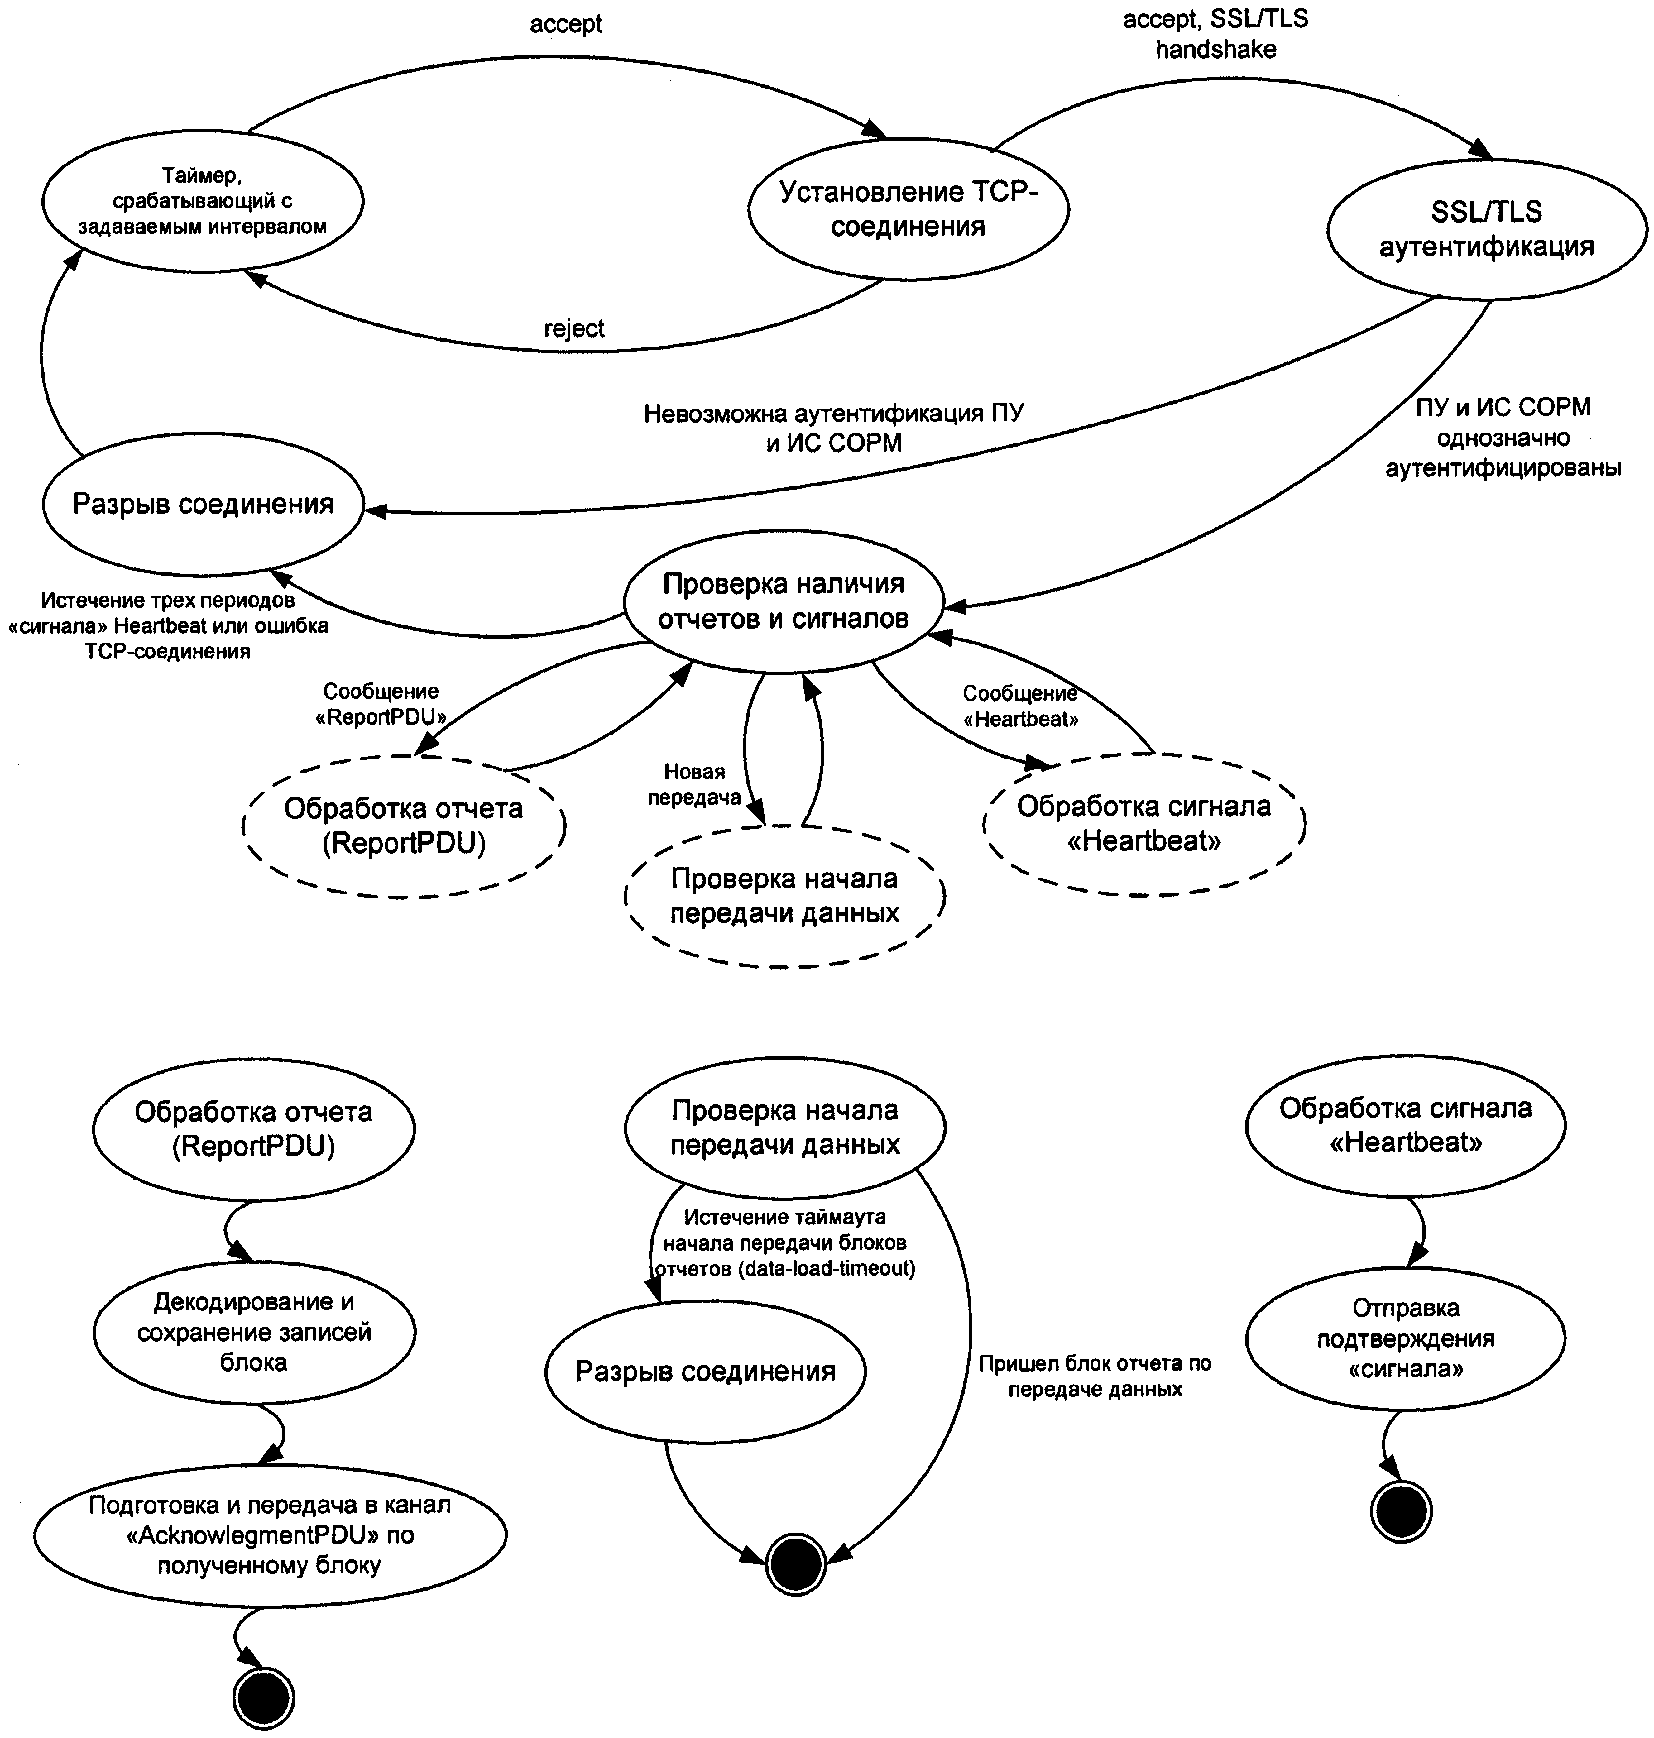 accept
accept, SSL/TLS
handshake
Таймер,
срабатывающий с
задаваемым интервалом
Установление TCP-
соединения
SSL/TLS
аутентификация
reject
Невозможна аутентификация ПУ
и ИС СОРМ
ПУ и ИС СОРМ
однозначно
аутентифицированы
Разрыв соединения
Истечение трех периодов
«сигнала» Heartbeat или ошибка
TCP-соединения
Проверка наличия
отчетов и сигналов
Сообщение
«ReportPDU»
Новая
передача
Сообщение
«Heartbeat»
Обработка отчета
(ReportPDU)
Проверка начала
передачи данных
Обработка сигнала
«Heartbeat»
Обработка отчета
(ReportPDU)
Декодирование и
сохранение записей
блока
Подготовка и передача в канал
«AcknowlegmentPDU» по
полученному блоку
Проверка начала
передачи данных
Истечение таймаута
начала передачи блоков
отчетов (data-load-timeout)
Разрыв соединения
Пришел блок отчета по
передаче данных
Обработка сигнала
«Heartbeat»
Отправка
подтверждения
«сигнала»